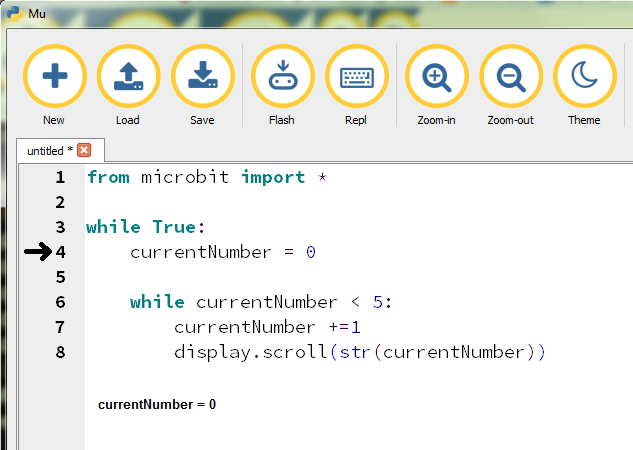 Mu
New Load Save Flash Repl Zoom-in Zoom-out Theme
untitled *
1 from microbit import *
2
3 while True:
4 currentNumber = 0
5
6 while currentNumber < 5:
7 currentNumber +=1
8 display.scroll(str(currentNumber))
currentNumber = 0